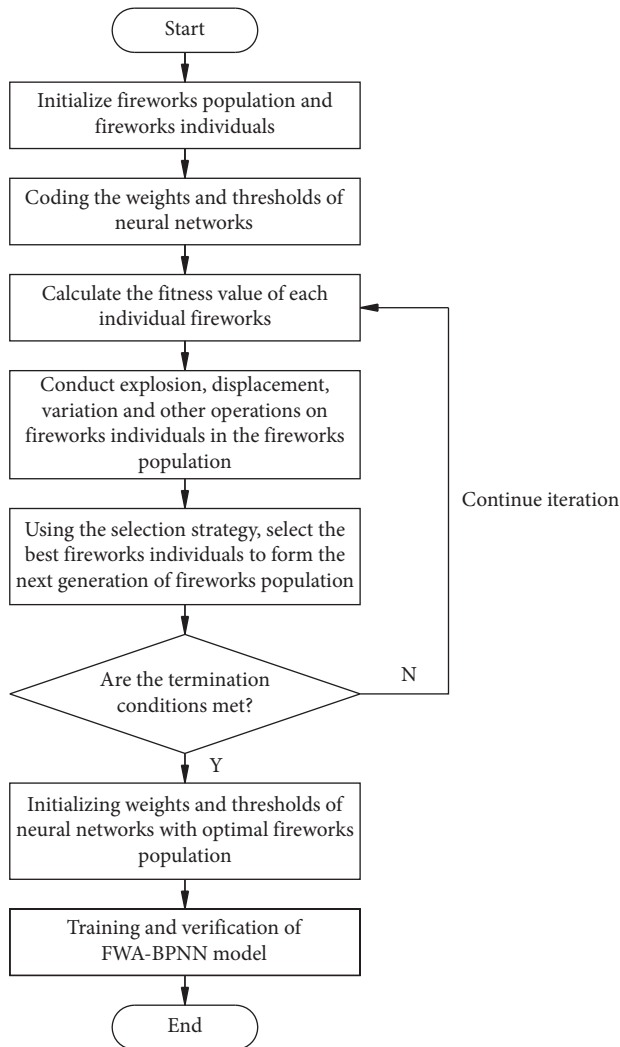 Start
Initialize fireworks population and
fireworks individuals
Coding the weights and thresholds of
neural networks
Calculate the fitness value of each
individual fireworks
Conduct explosion, displacement,
variation and other operations on
fireworks individuals in the fireworks
population
Continue iteration
Using the selection strategy, select the
best fireworks individuals to form the
next generation of fireworks population
Are the termination
conditions met?
N
Y
Initializing weights and thresholds of
neural networks with optimal fireworks
population
Training and verification of
FWA-BPNN model
End